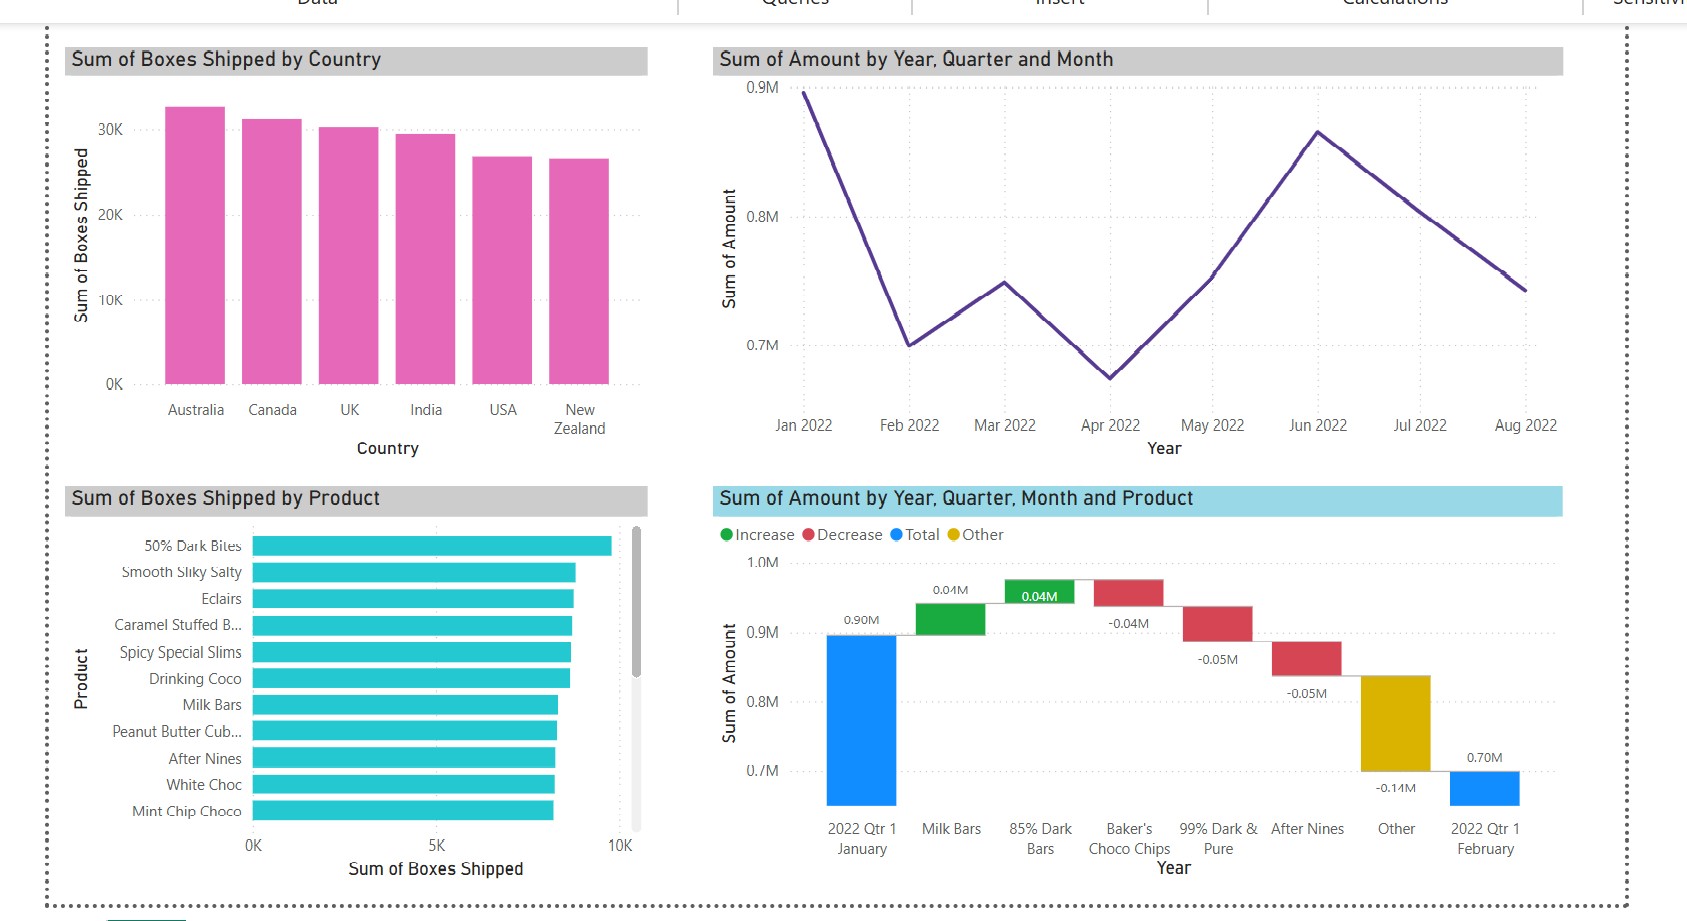 Data
Queries
Insert
Calculations
Sum of Boxes Shipped by Country
30K
20K
10K
0K
Sum of Boxes Shipped
Australia
Canada
UK
India
USA
New
Zealand
Country
Sum of Amount by Year, Quarter and Month
0.9M
0.8M
0.7M
Sum of Amount
Jan 2022
Feb 2022
Mar 2022
Apr 2022
May 2022
Jun 2022
Jul 2022
Aug 2022
Year
Sum of Boxes Shipped by Product
Product
50% Dark Bites
Smooth Sliky Salty
Eclairs
Caramel Stuffed B...
Spicy Special Slims
Drinking Coco
Milk Bars
Peanut Butter Cub...
After Nines
White Choc
Mint Chip Choco
0K
5K
10K
Sum of Boxes Shipped
Sum of Amount by Year, Quarter, Month and Product
Increase
Decrease
Total
Other
1.0M
0.9M
0.8M
0.7M
Sum of Amount
0.90M
0.04M
0.04M
-0.04M
-0.05M
-0.05M
-0.14M
0.70M
2022 Qtr 1
January
Milk Bars
85% Dark
Bars
Baker's
Choco Chips
99% Dark &
Pure
After Nines
Other
2022 Qtr 1
February
Year